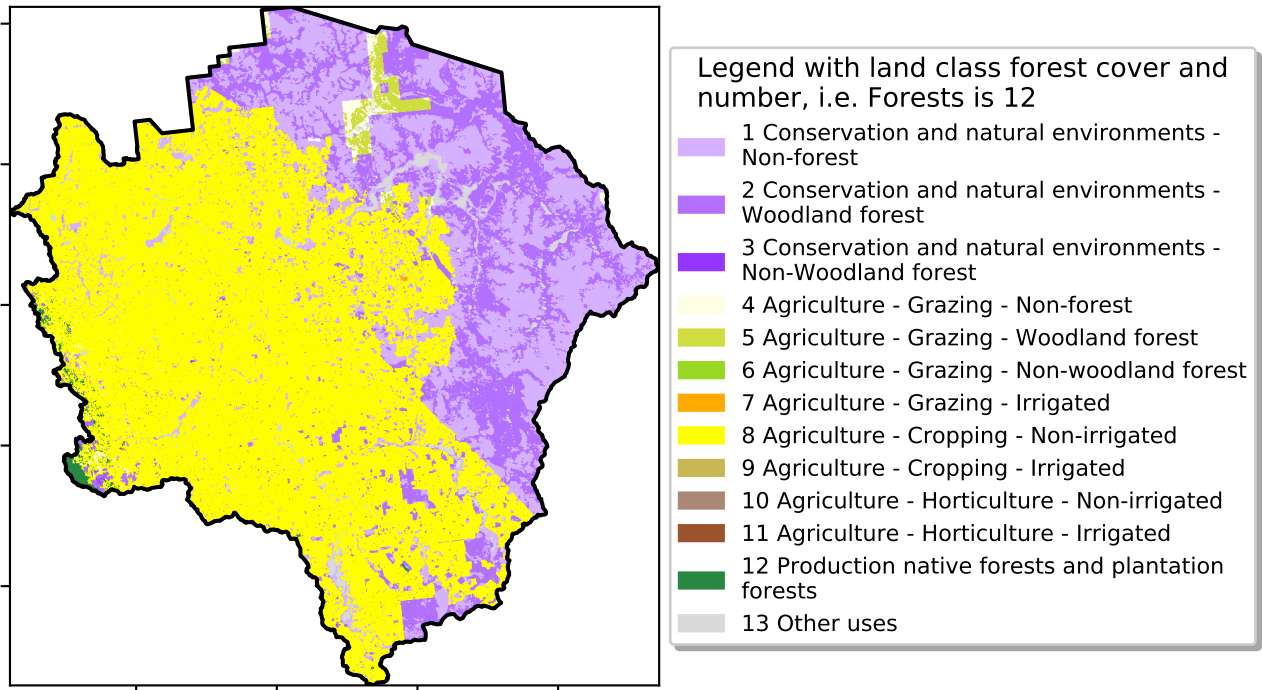 Legend with land class forest cover and
number, i.e. Forests is 12
1 Conservation and natural environments -
Non-forest
2 Conservation and natural environments -
Woodland forest
3 Conservation and natural environments -
Non-Woodland forest
4 Agriculture - Grazing - Non-forest
5 Agriculture - Grazing - Woodland forest
6 Agriculture - Grazing - Non-woodland forest
7 Agriculture - Grazing - Irrigated
8 Agriculture - Cropping - Non-irrigated
9 Agriculture - Cropping - Irrigated
10 Agriculture - Horticulture - Non-irrigated
11 Agriculture - Horticulture - Irrigated
12 Production native forests and plantation
forests
13 Other uses